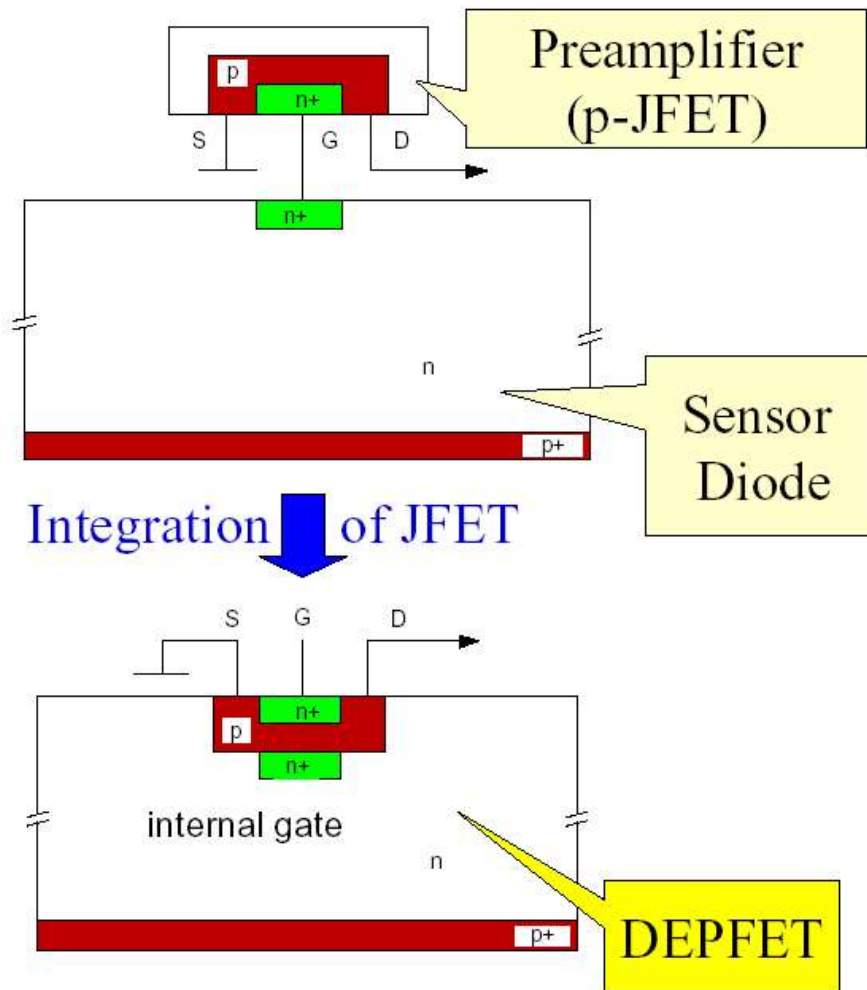 Preamplifier
(p-JFET)
p
n+
S
G
D
n+
n
Sensor
Diode
p+
Integration of JFET
S
G
D
n+
p
n+
internal gate
n
DEPFET
p+